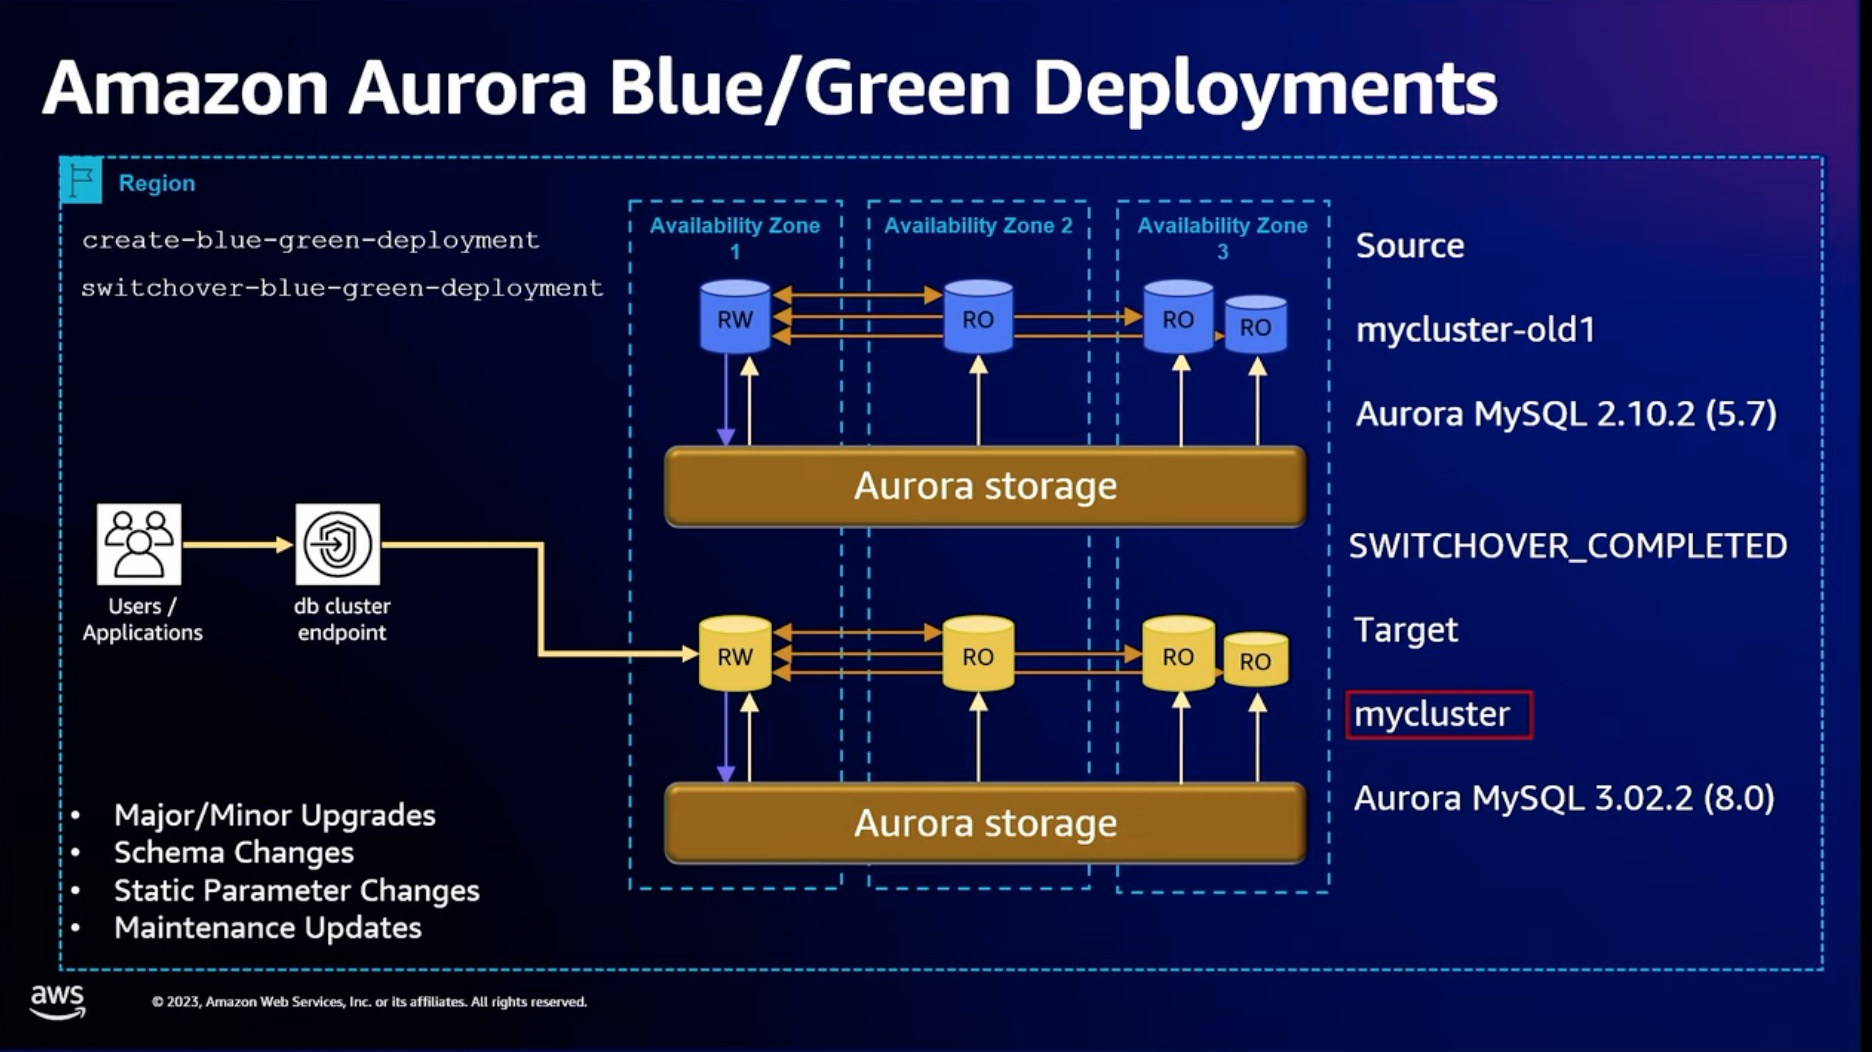 Amazon Aurora Blue/Green Deployments
Region
create-blue-green-deployment
switchover-blue-green-deployment
Availability Zone
1
Availability Zone 2
Availability Zone
3
RW
RO
RO
RO
Aurora storage
Source
mycluster-old1
Aurora MySQL 2.10.2 (5.7)
SWITCHOVER_COMPLETED
Users /
Applications
db cluster
endpoint
RW
RO
RO
RO
Aurora storage
Target
mycluster
Aurora MySQL 3.02.2 (8.0)
• Major/Minor Upgrades
• Schema Changes
• Static Parameter Changes
• Maintenance Updates
aws
© 2023, Amazon Web Services, Inc. or its affiliates. All rights reserved.